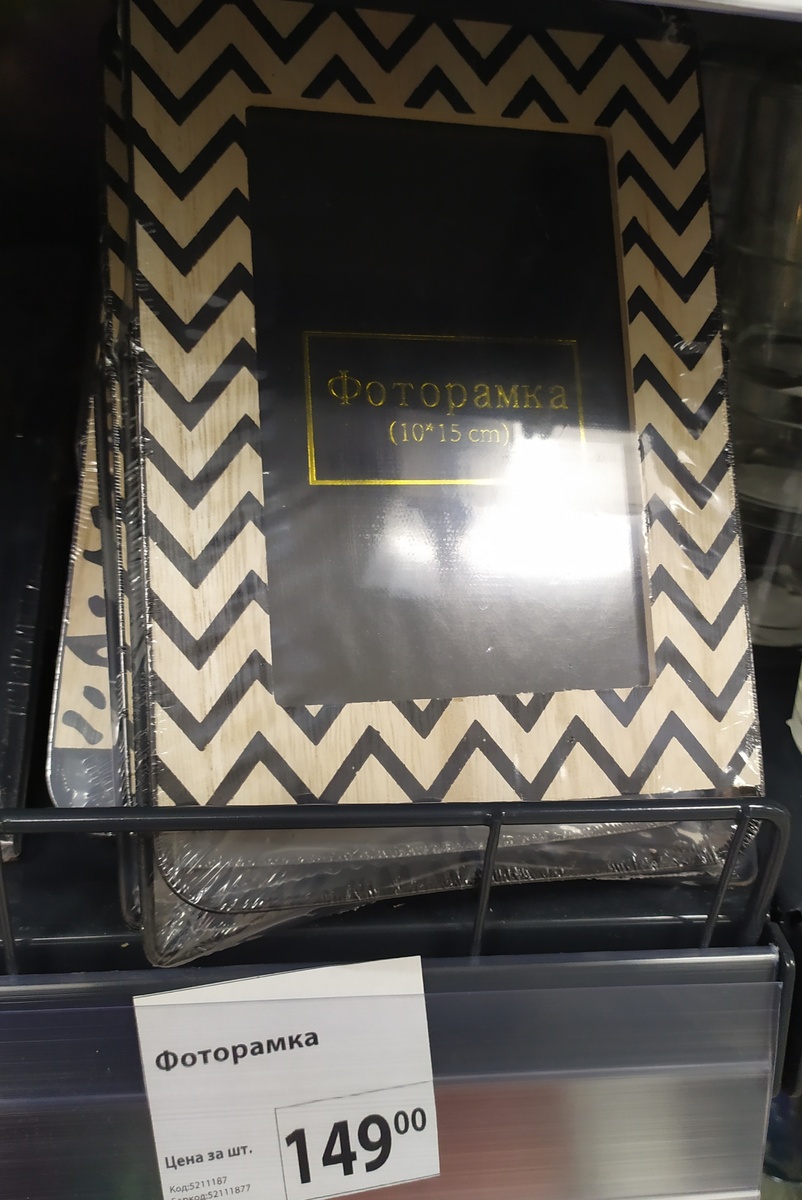 Фоторамка
(10*15 cm)
Фоторамка
Цена за шт.
149⁰⁰
Код:5211187